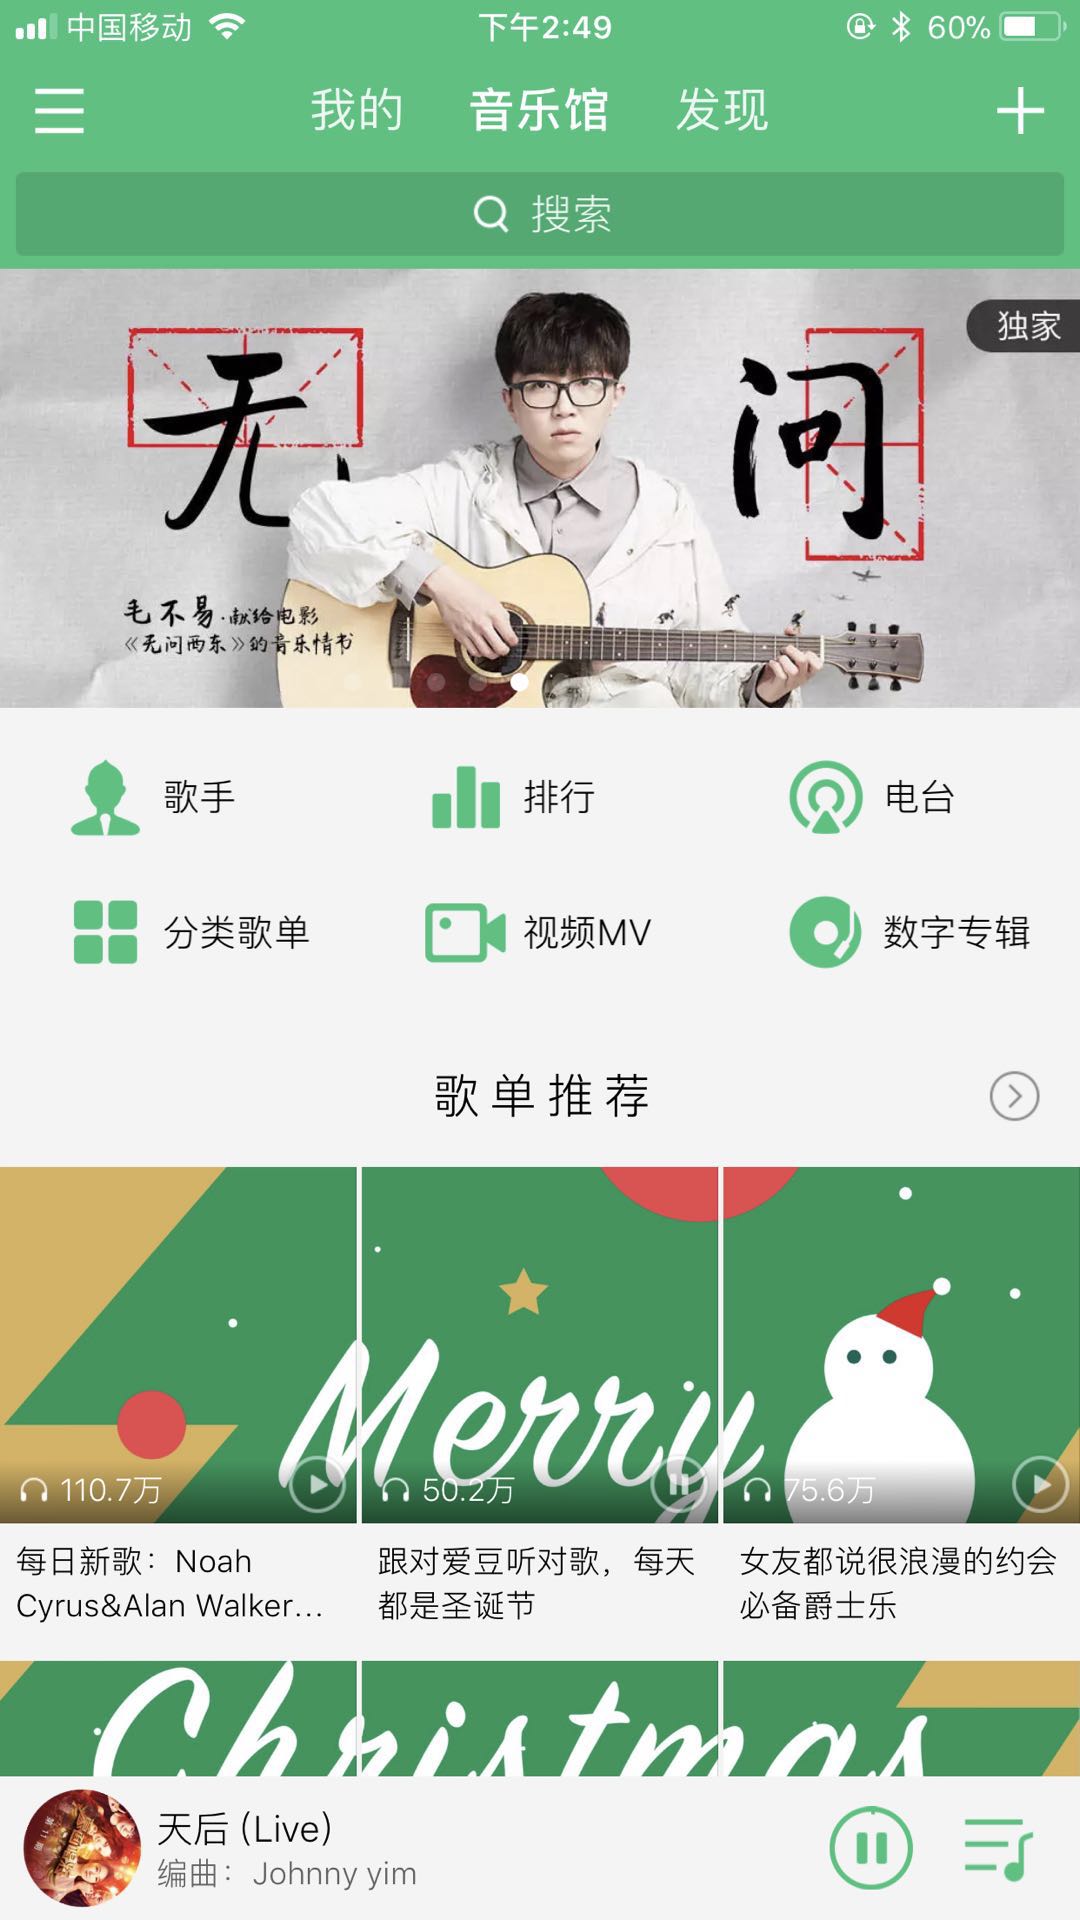 中国移动
下午2:49
60%
我的 音乐馆 发现
搜索
独家
无问
毛不易·献给电影
《无问西东》的音乐情书
歌手
排行
电台
分类歌单
视频MV
数字专辑
歌单推荐
Merry
110.7万
50.2万
75.6万
每日新歌：Noah
Cyrus&Alan Walker...
跟对爱豆听对歌，每天
都是圣诞节
女友都说很浪漫的约会
必备爵士乐
Christmas
天后 (Live)
编曲：Johnny yim